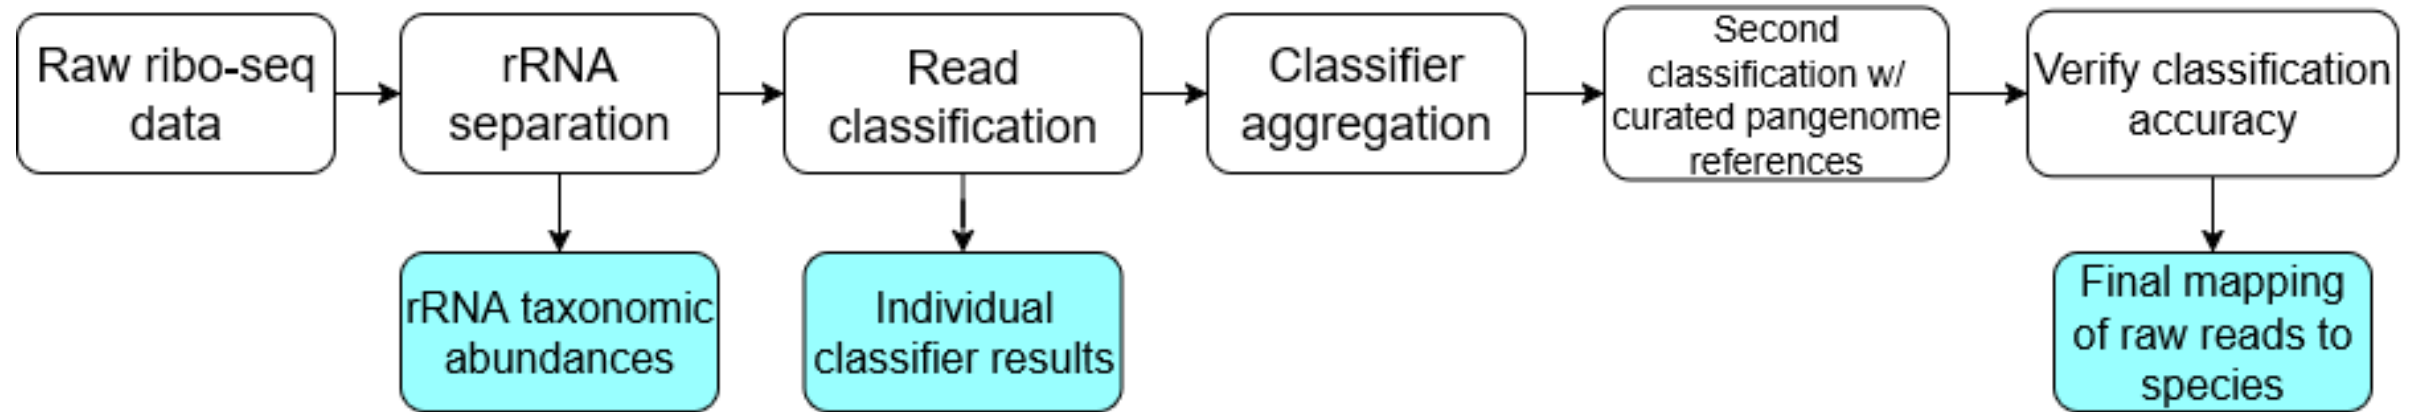 Raw ribo-seq
data
rRNA
separation
Read
classification
Classifier
aggregation
Second
classification w/
curated pangenome
references
Verify classification
accuracy
rRNA taxonomic
abundances
Individual
classifier results
Final mapping
of raw reads to
species